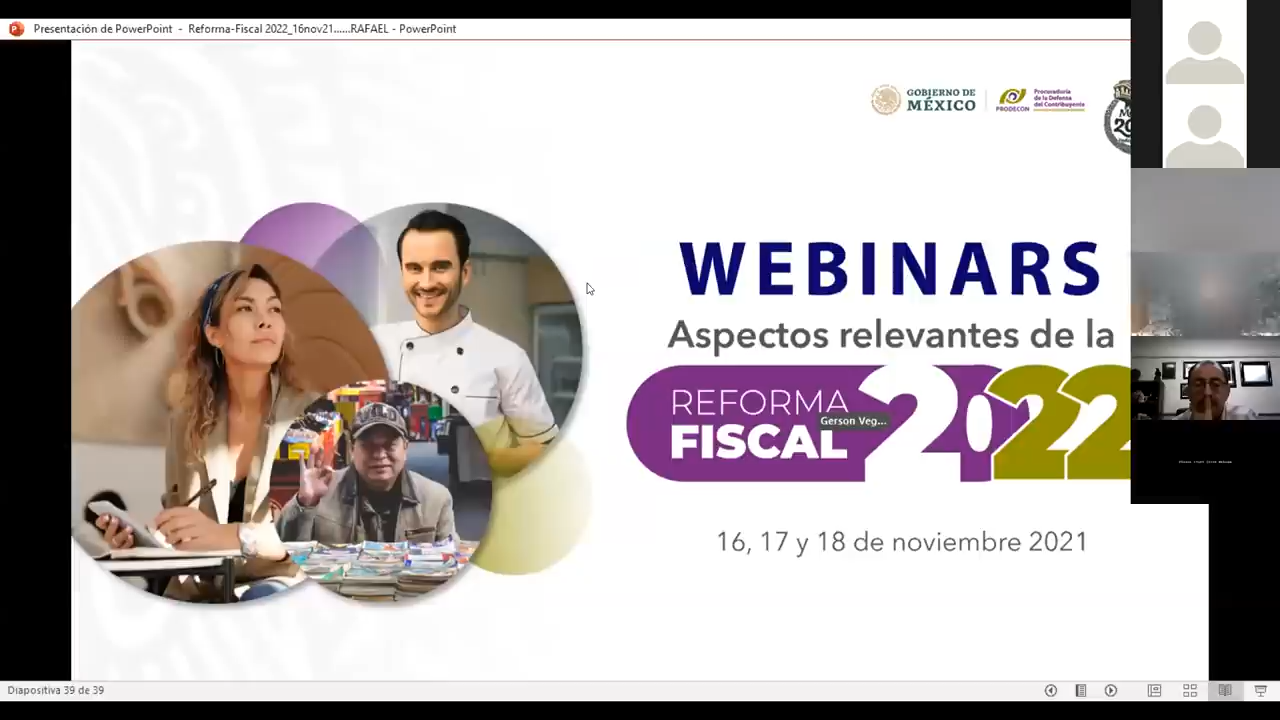 Presentación de PowerPoint - Reforma-Fiscal 2022_16nov21......RAFAEL - PowerPoint
GOBIERNO DE
MÉXICO
PRODECON
Procuraduría
de la Defensa
del Contribuyente
WEBINARS
Aspectos relevantes de la
REFORMA
FISCAL
2022
Gerson Veg...
16, 17 y 18 de noviembre 2021
Diapositiva 39 de 39